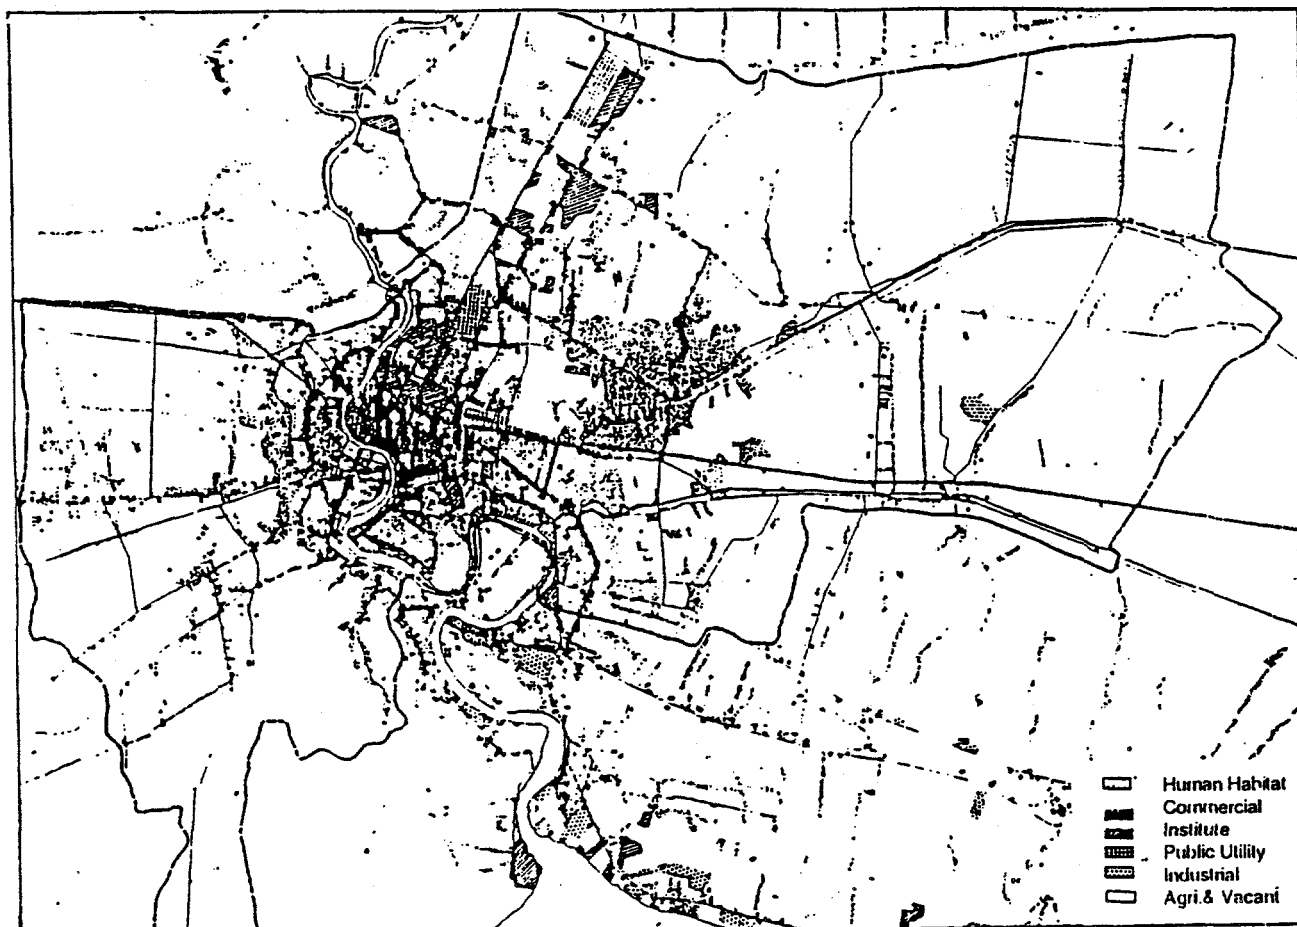 Human Habitat
Commercial
Institute
Public Utility
Industrial
Agri.& Vacant